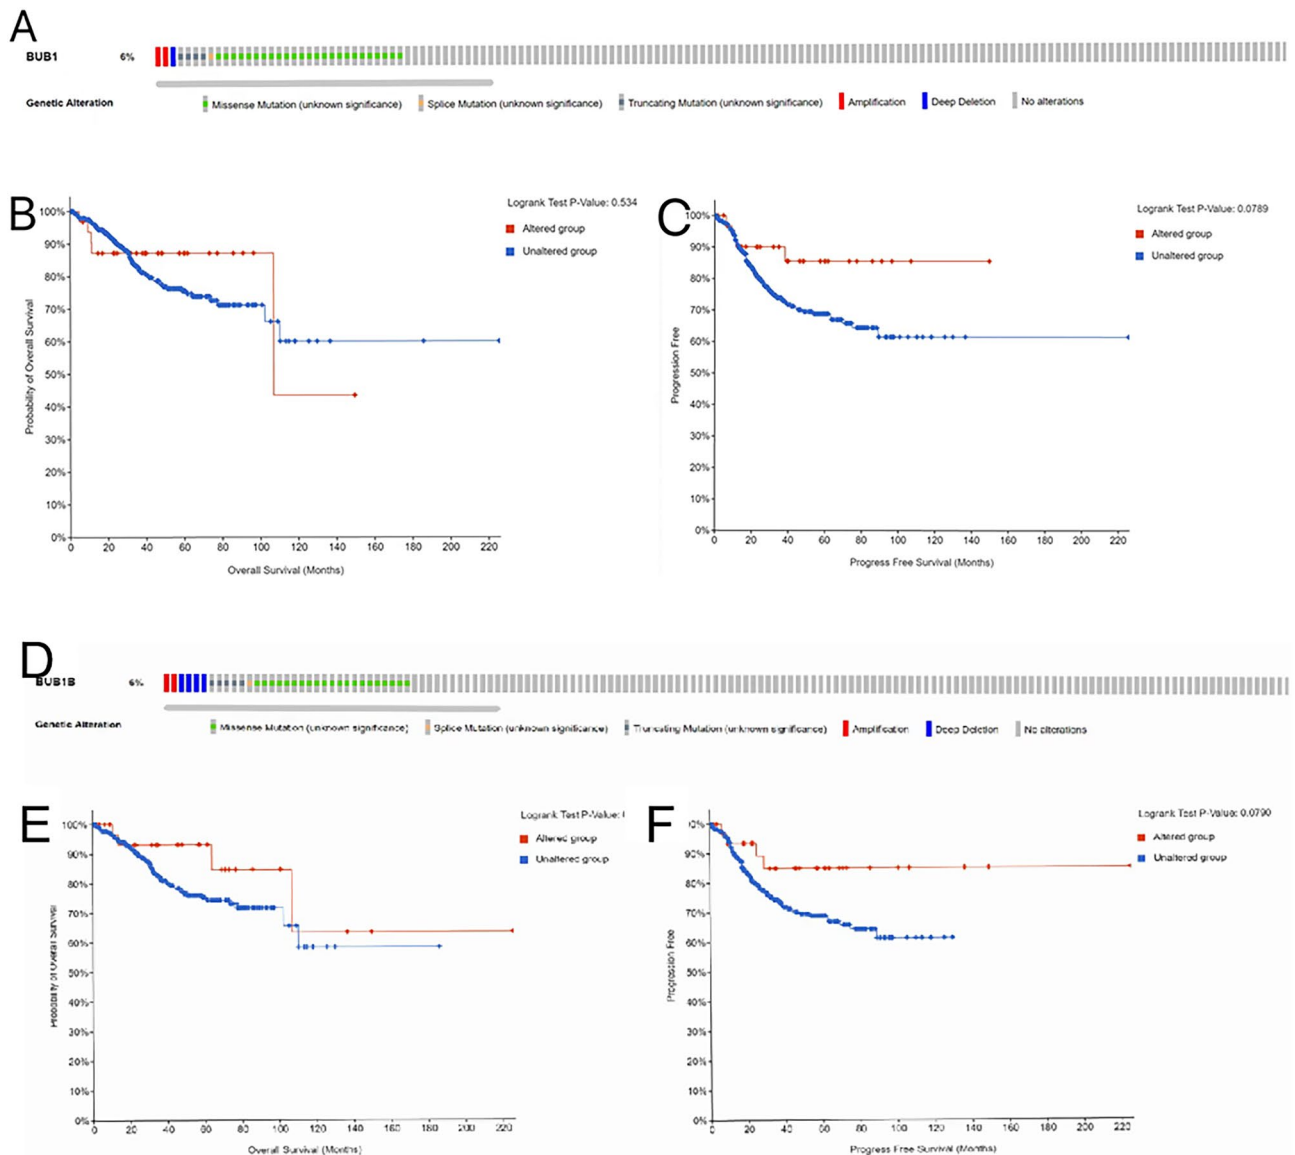 A
BUB1 6%
Genetic Alteration Missense Mutation (unknown significance) Splice Mutation (unknown significance) Truncating Mutation (unknown significance) Amplification Deep Deletion No alterations
B
Logrank Test P-Value: 0.534
Altered group
Unaltered group
100%
90%
80%
70%
60%
50%
40%
30%
20%
10%
0%
Probability of Overall Survival
0 20 40 60 80 100 120 140 160 180 200 220
Overall Survival (Months)
C
Logrank Test P-Value: 0.0789
Altered group
Unaltered group
100%
90%
80%
70%
60%
50%
40%
30%
20%
10%
0%
Progression Free
0 20 40 60 80 100 120 140 160 180 200 220
Progress Free Survival (Months)
D
BUB1B 6%
Genetic Alteration Missense Mutation (unknown significance) Splice Mutation (unknown significance) Truncating Mutation (unknown significance) Amplification Deep Deletion No alterations
E
Logrank Test P-Value:
Altered group
Unaltered group
100%
90%
80%
70%
60%
50%
40%
30%
20%
10%
0%
Probability of Overall Survival
0 20 40 60 80 100 120 140 160 180 200 220
Overall Survival (Months)
F
Logrank Test P-Value: 0.0790
Altered group
Unaltered group
0%
90%
80%
70%
60%
50%
40%
30%
20%
10%
0%
Progression Free
0 20 40 60 80 100 120 140 160 180 200 220
Progress Free Survival (Months)